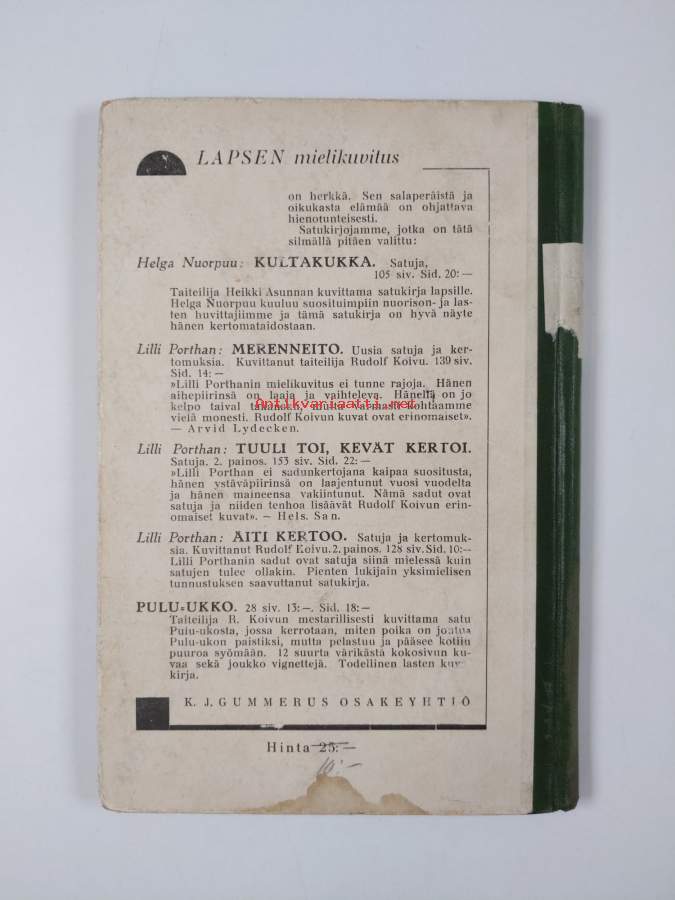 LAPSEN mielikuvitus
on herkkä. Sen salaperäistä ja
oikukasta elämää on ohjattava
hienotunteisesti.
Satukirjojamme, jotka on tätä
silmällä pitäen valittu:
Helga Nuorpuu: KULTAKUKKA. Satuja,
105 siv. Sid. 20:—
Taiteilija Heikki Asunnan kuvittama satukirja lapsille.
Helga Nuorpuu kuuluu suosituimpiin nuorison- ja las-
ten huvittajiimme ja tämä satukirja on hyvä näyte
hänen kertomataidostaan.
Lilli Porthan: MERENNEITO. Uusia satuja ja ker-
tomuksia. Kuvittanut taiteilija Rudolf Koivu. 139 siv.
Sid. 14:—
»Lilli Porthanin mielikuvitus ei tunne rajoja. Hänen
aihepiirinsä on laaja ja vaihteleva. Hänellä on jo
Antikvariaatti.net
kelpo taival takanaan, mutta varmasti kohtaamme
vielä monesti. Rudolf Koivun kuvat ovat erinomaiset».
— Arvid Lydecken.
Lilli Porthan: TUULI TOI, KEVÄT KERTOI.
Satuja. 2. painos. 153 siv. Sid. 22:—
»Lilli Porthan ei sadunkertojana kaipaa suositusta,
hänen ystäväpiirinsä on laajentunut vuosi vuodelta
ja hänen maineensa vakiintunut. Nämä sadut ovat
satuja ja niiden tenhoa lisäävät Rudolf Koivun erin-
omaiset kuvat». — Hels. San.
Lilli Porthan: ÄITI KERTOO. Satuja ja kertomuk-
sia. Kuvittanut Rudolf Koivu. 2. painos. 128 siv. Sid. 10:—
Lilli Porthanin sadut ovat satuja siinä mielessä kuin
satujen tulee ollakin. Pienten lukijain yksimielisen
tunnustuksen saavuttanut satukirja.
PULU-UKKO. 28 siv. 13:—. Sid. 18:—
Taiteilija R. Koivun mestarillisesti kuvittama satu
Pulu-ukosta, jossa kerrotaan, miten poika on joutua
Pulu-ukon paistiksi, mutta pelastuu ja pääsee kotiin
puuroa syömään. 12 suurta värikästä kokosivun ku-
vaa sekä joukko vignettejä. Todellinen lasten kuva-
kirja.
K. J. GUMMERUS OSAKEYHTIÖ
Hinta 25:—
10:—